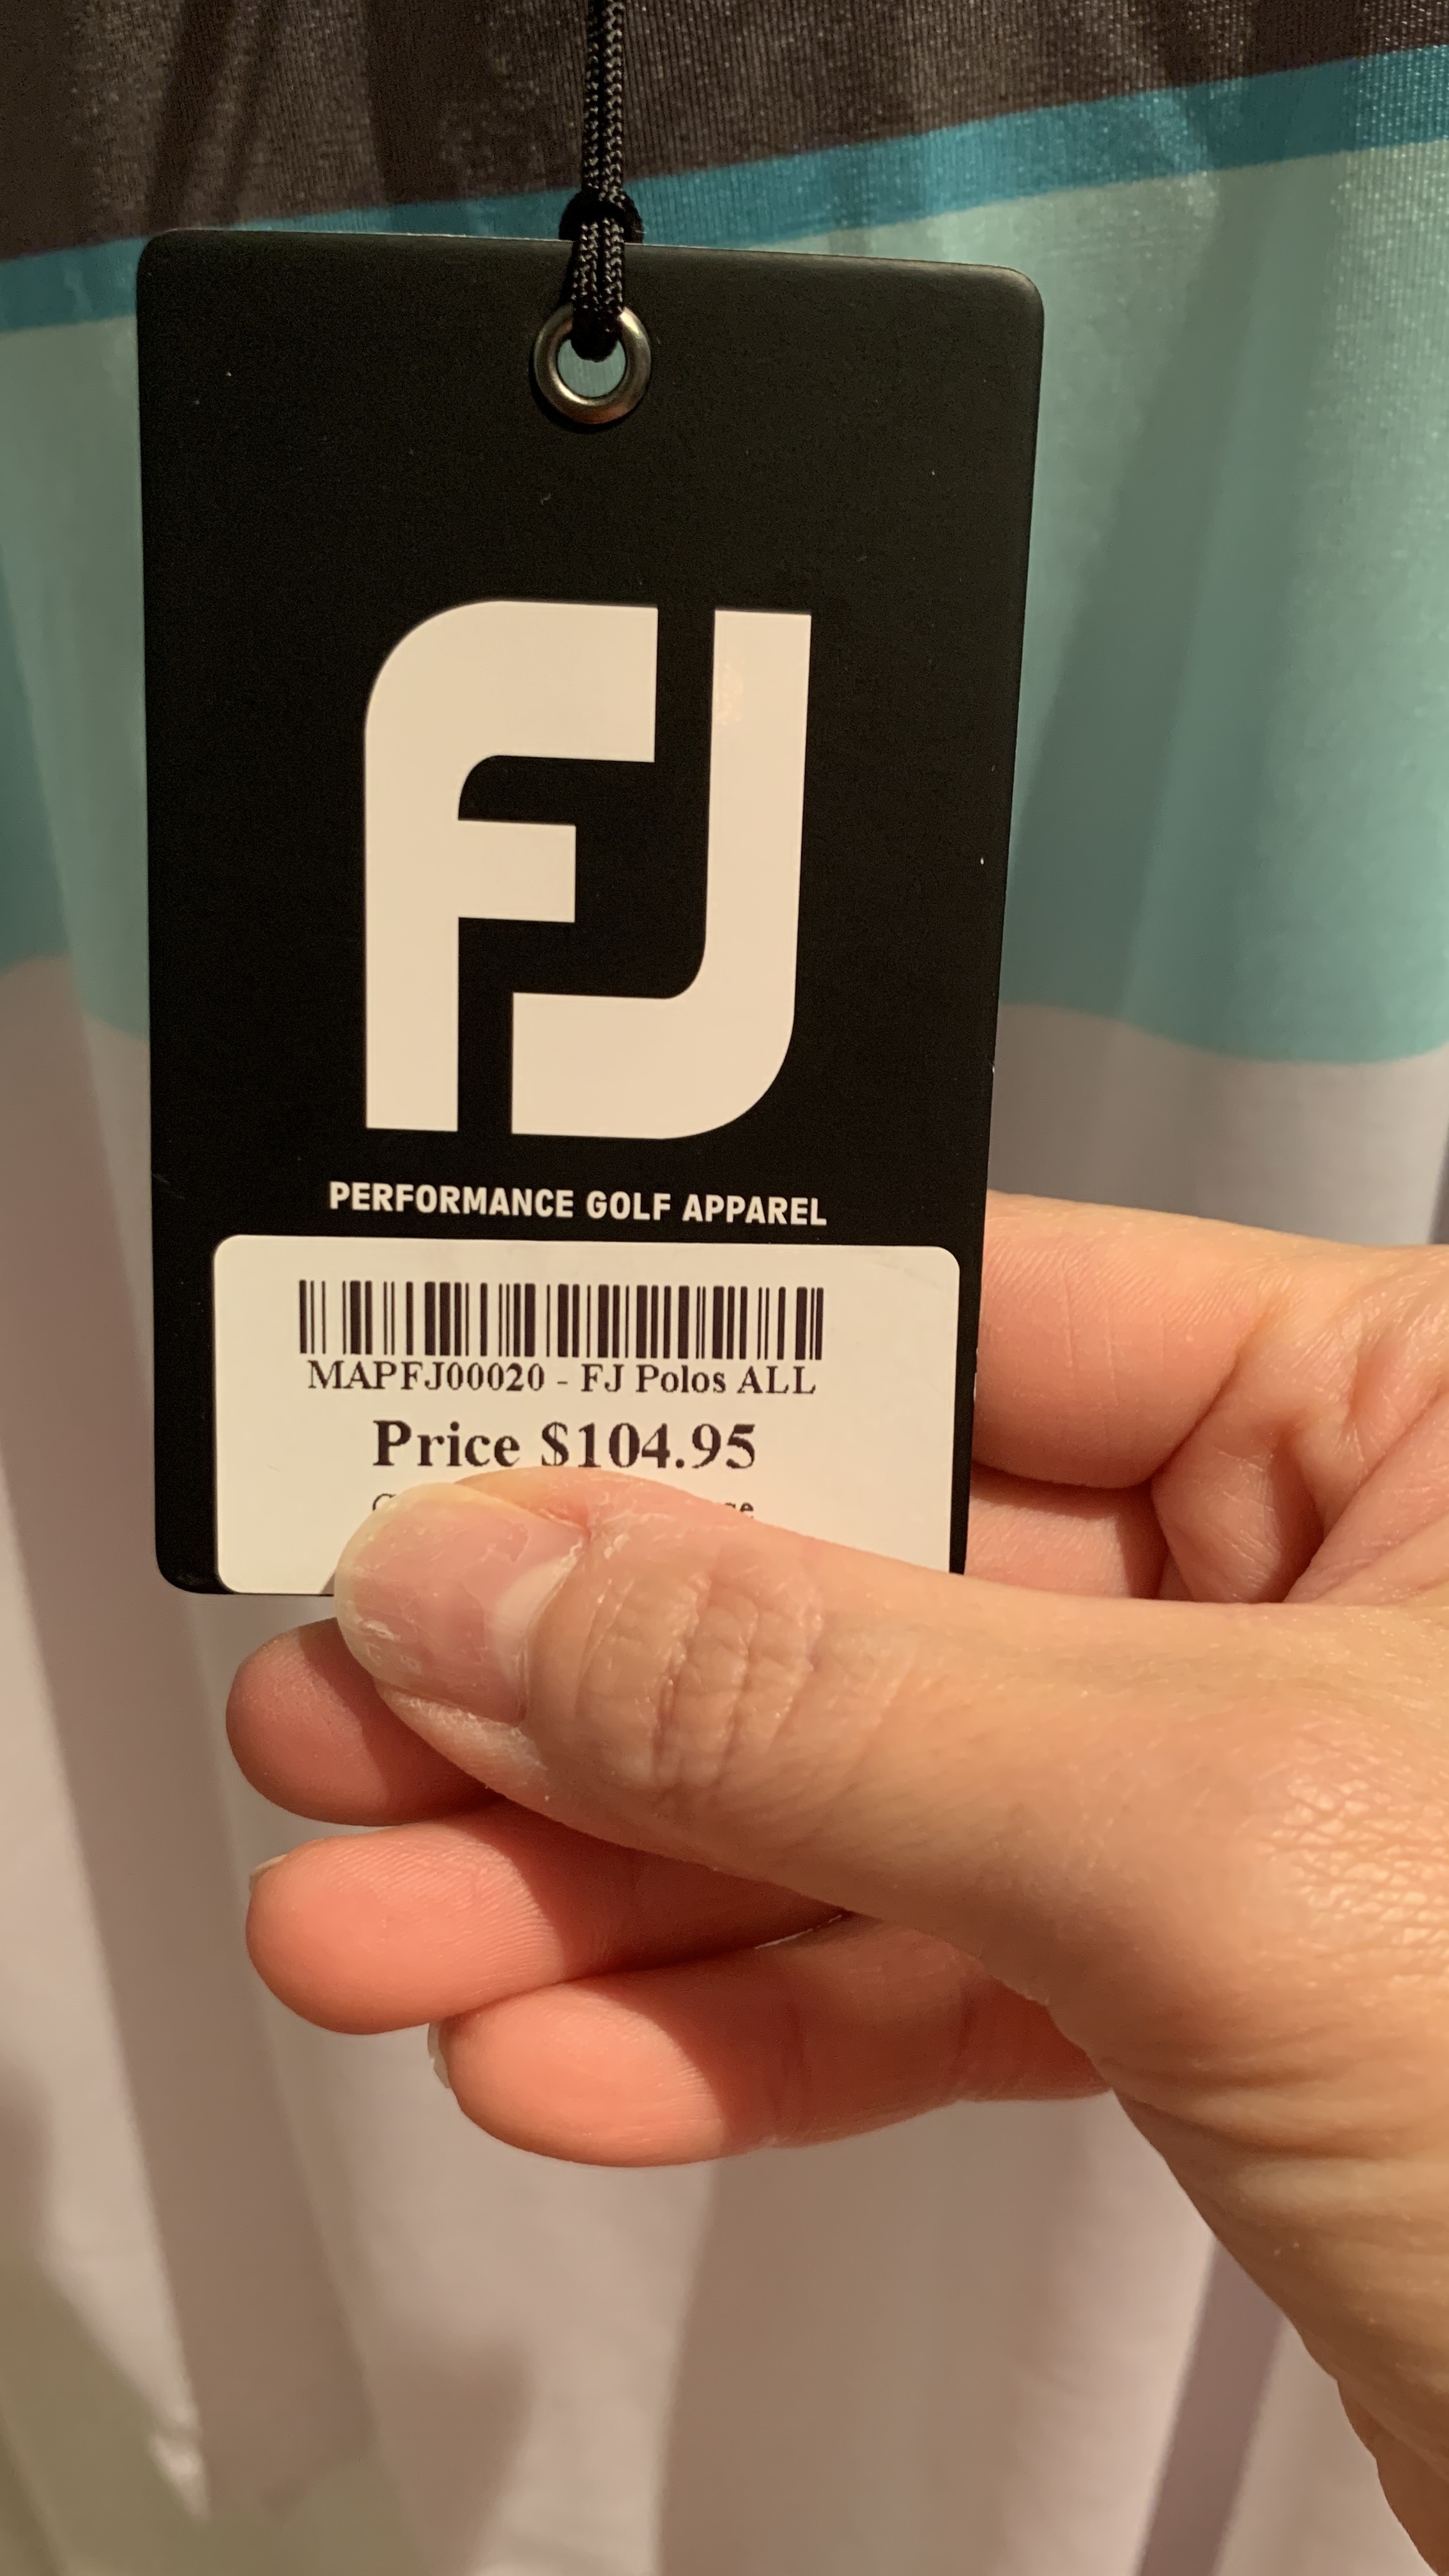 FJ
PERFORMANCE GOLF APPAREL
MAPFJ00020 - FJ Polos ALL
Price $104.95